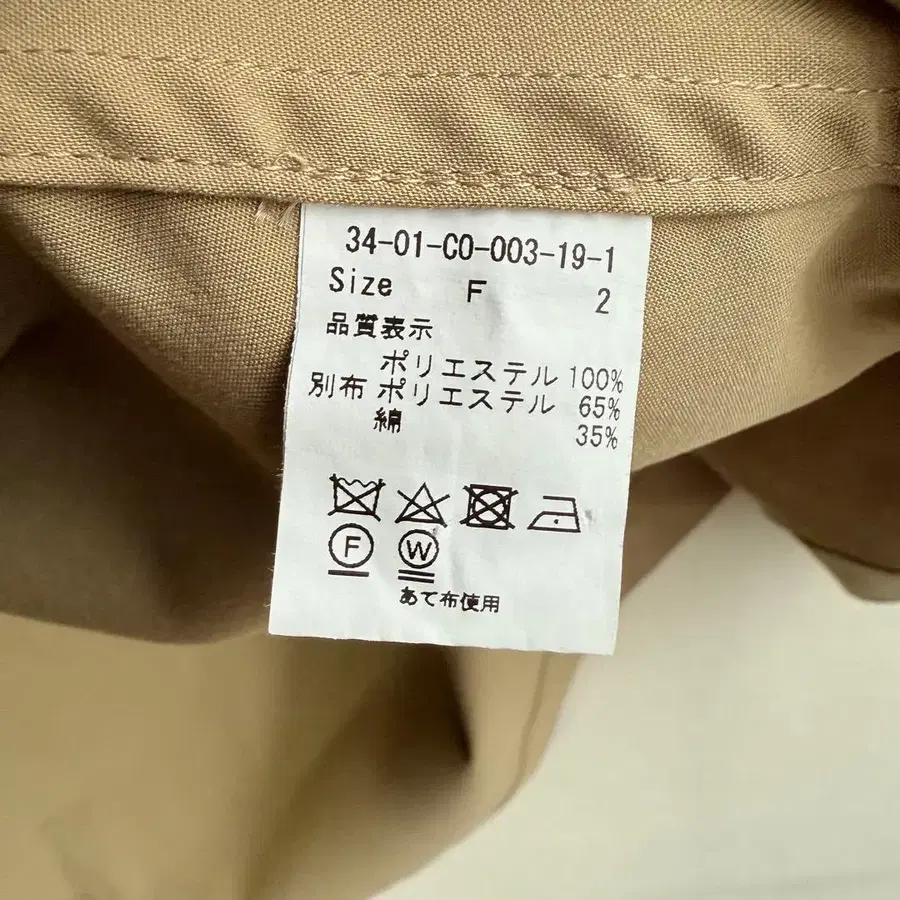 34-01-CO-003-19-1
Size F 2
品質表示
ポリエステル 100%
別布 ポリエステル 65%
綿 35%
F W
あて布使用